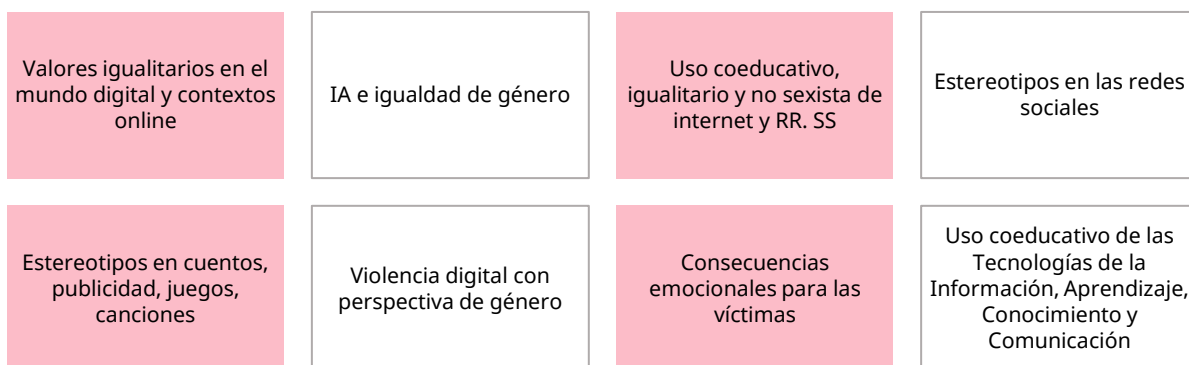 Valores igualitarios en el
mundo digital y contextos
online
IA e igualdad de género
Uso coeducativo,
igualitario y no sexista de
internet y RR. SS
Estereotipos en las redes
sociales
Estereotipos en cuentos,
publicidad, juegos,
canciones
Violencia digital con
perspectiva de género
Consecuencias
emocionales para las
víctimas
Uso coeducativo de las
Tecnologías de la
Información, Aprendizaje,
Conocimiento y
Comunicación